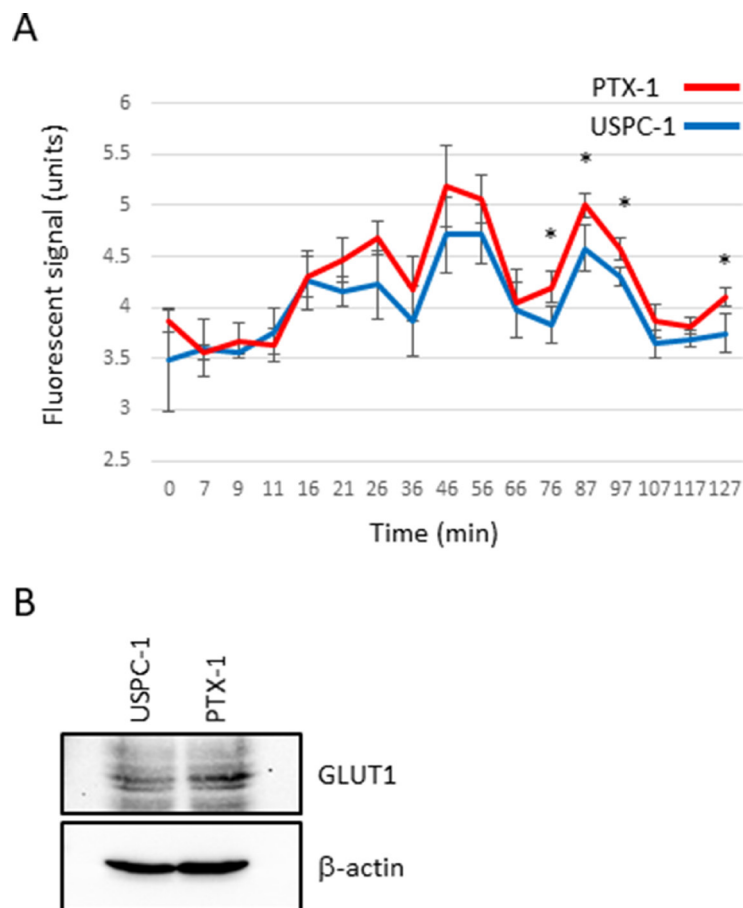 A
PTX-1
USPC-1
Fluorescent signal (units)
6
5.5
5
4.5
4
3.5
3
2.5
* * * *
0 7 9 11 16 21 26 36 46 56 66 76 87 97 107 117 127
Time (min)
B
USPC-1
PTX-1
GLUT1
β-actin